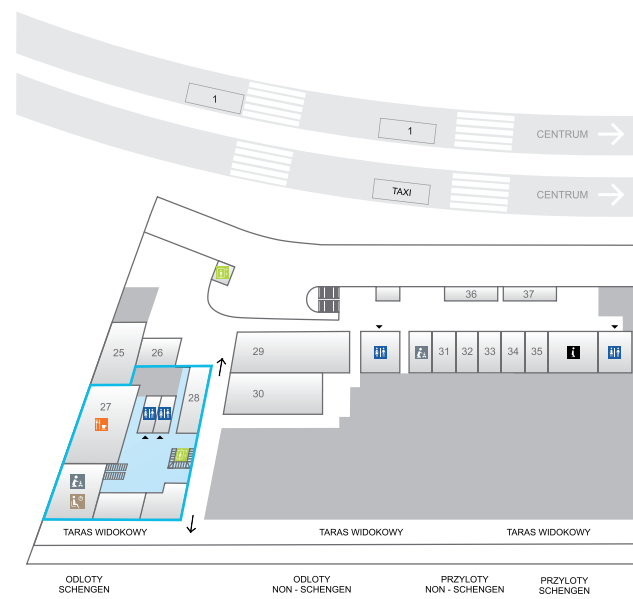 1
1
CENTRUM
TAXI
CENTRUM
36
37
25
26
29
31
32
33
34
35
i
30
28
27
TARAS WIDOKOWY
TARAS WIDOKOWY
TARAS WIDOKOWY
ODLOTY
SCHENGEN
ODLOTY
NON - SCHENGEN
PRZYLOTY
NON - SCHENGEN
PRZYLOTY
SCHENGEN